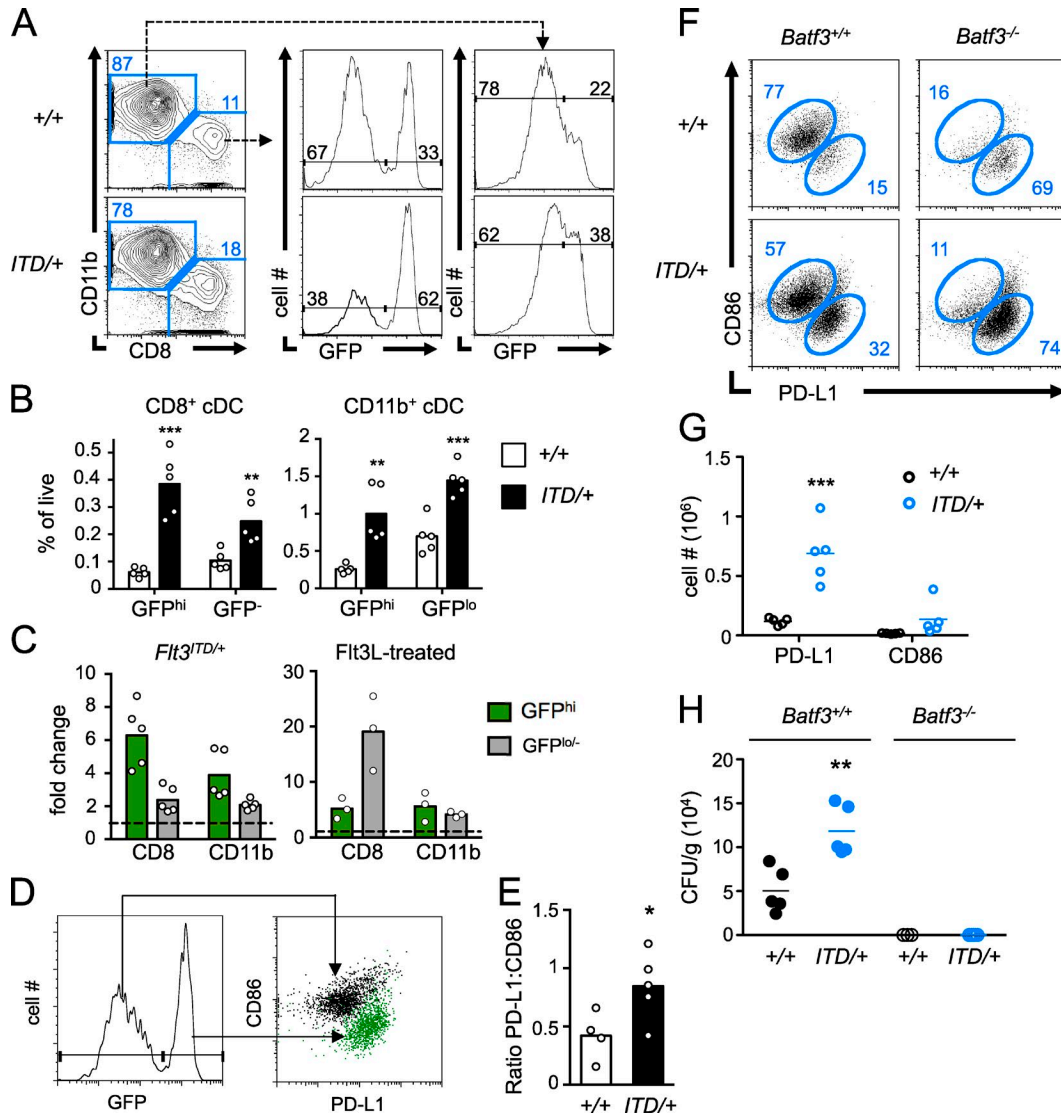 A
+/+
87
11
67
33
78
22
ITD/+
78
18
38
62
62
38
CD11b
CD8
cell #
GFP
cell #
GFP
B
CD8+ cDC
CD11b+ cDC
% of live
0.5
0.4
0.3
0.2
0.1
0
***
**
GFPhi
GFP-
2
1.5
1
0.5
0
**
***
GFPhi
GFPlo
+/+
ITD/+
C
Flt3ITD/+
Flt3L-treated
fold change
10
8
6
4
2
0
CD8
CD11b
30
20
10
0
CD8
CD11b
GFPhi
GFPlo/-
D
cell #
GFP
CD86
PD-L1
E
Ratio PD-L1:CD86
1.5
1
0.5
0
*
+/+
ITD/+
F
Batf3+/+
Batf3-/-
+/+
77
15
16
69
ITD/+
57
32
11
74
CD86
PD-L1
G
cell # (10⁶)
1.5
1
0.5
0
***
PD-L1
CD86
+/+
ITD/+
H
Batf3+/+
Batf3-/-
CFU/g (10⁴)
20
15
10
5
0
**
+/+
ITD/+
+/+
ITD/+